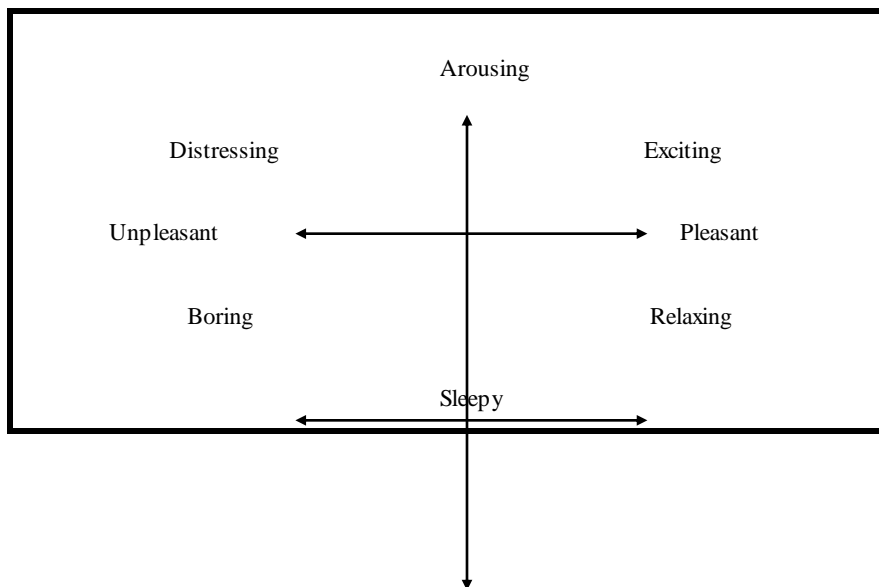 Arousing
Distressing Exciting
Unpleasant Pleasant
Boring Relaxing
Sleepy